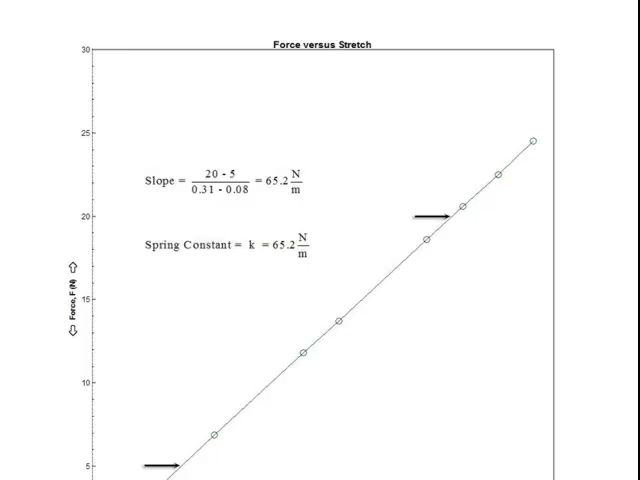 Force versus Stretch
30
25
Slope = 20 - 5 / 0.31 - 0.08 = 65.2 N/m
20
Spring Constant = k = 65.2 N/m
15
Force, F (N)
10
5